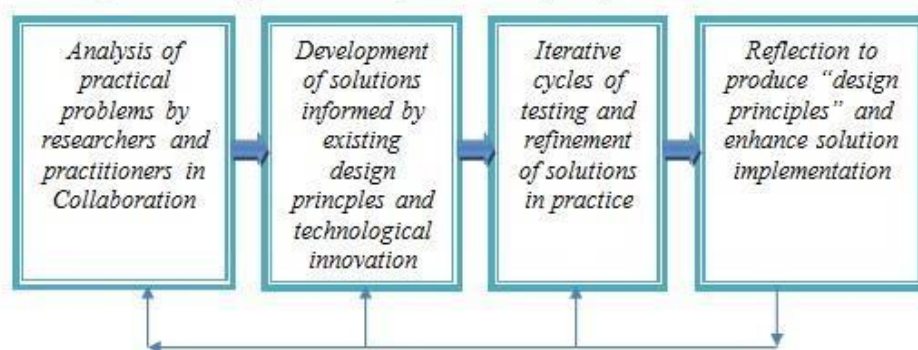 Analysis of
practical
problems by
researchers and
practitioners in
Collaboration
Development
of solutions
informed by
existing
design
princples and
technological
innovation
Iterative
cycles of
testing and
refinement
of solutions
in practice
Reflection to
produce “design
principles” and
enhance solution
implementation